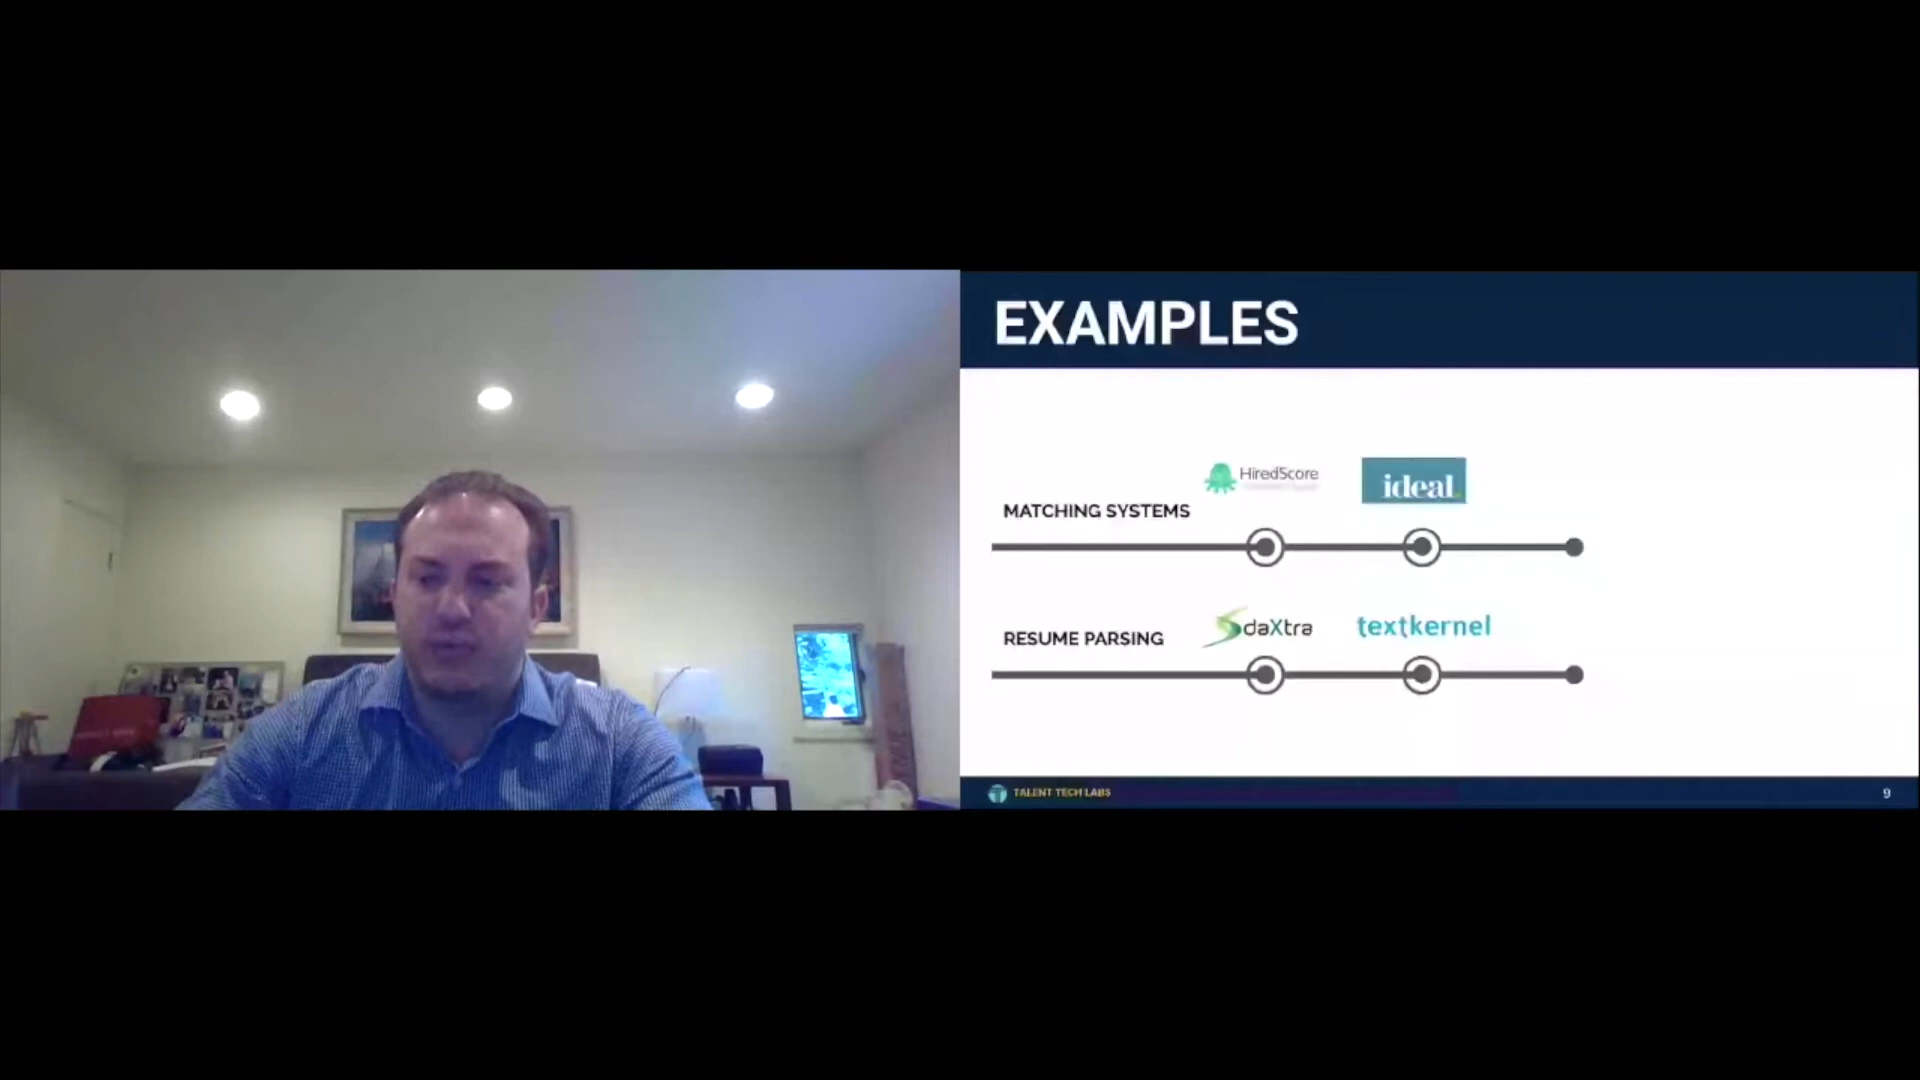 EXAMPLES
HiredScore
ideal.
MATCHING SYSTEMS
daXtra
textkernel
RESUME PARSING
TALENT TECH LABS
9